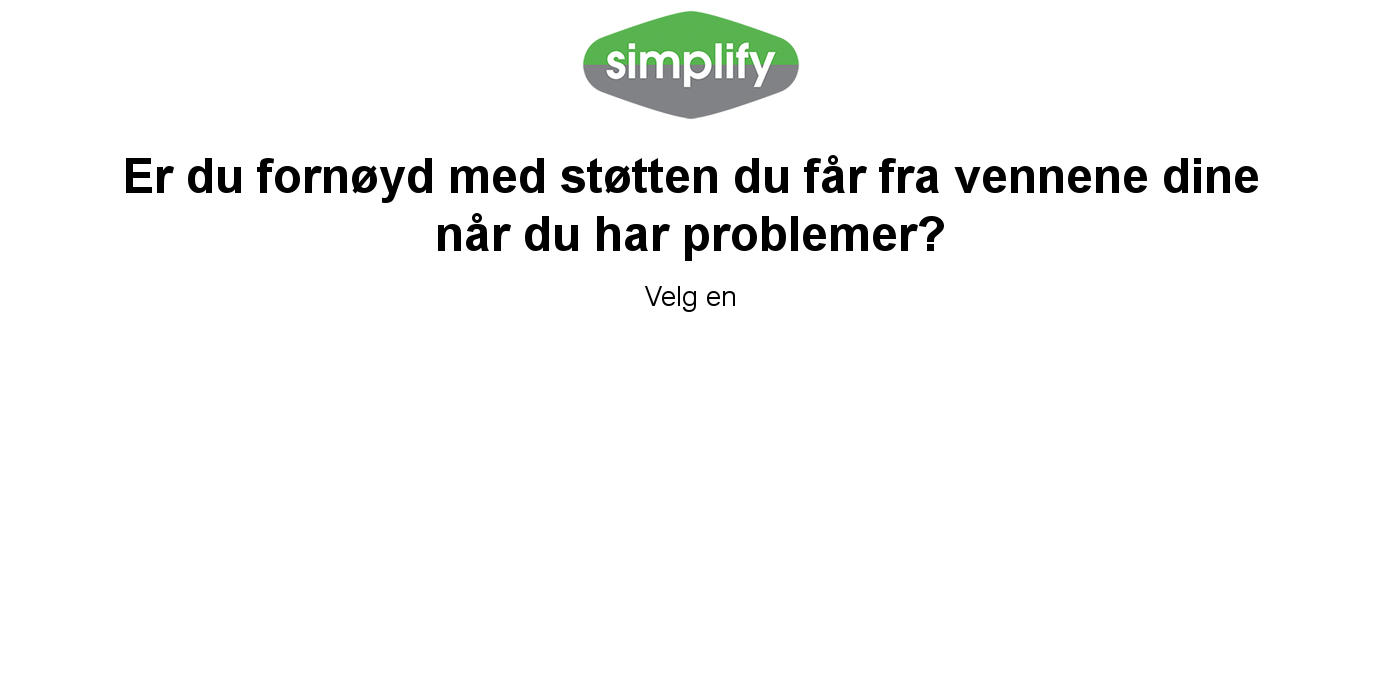 simplify
Er du fornøyd med støtten du får fra vennene dine
når du har problemer?
Velg en